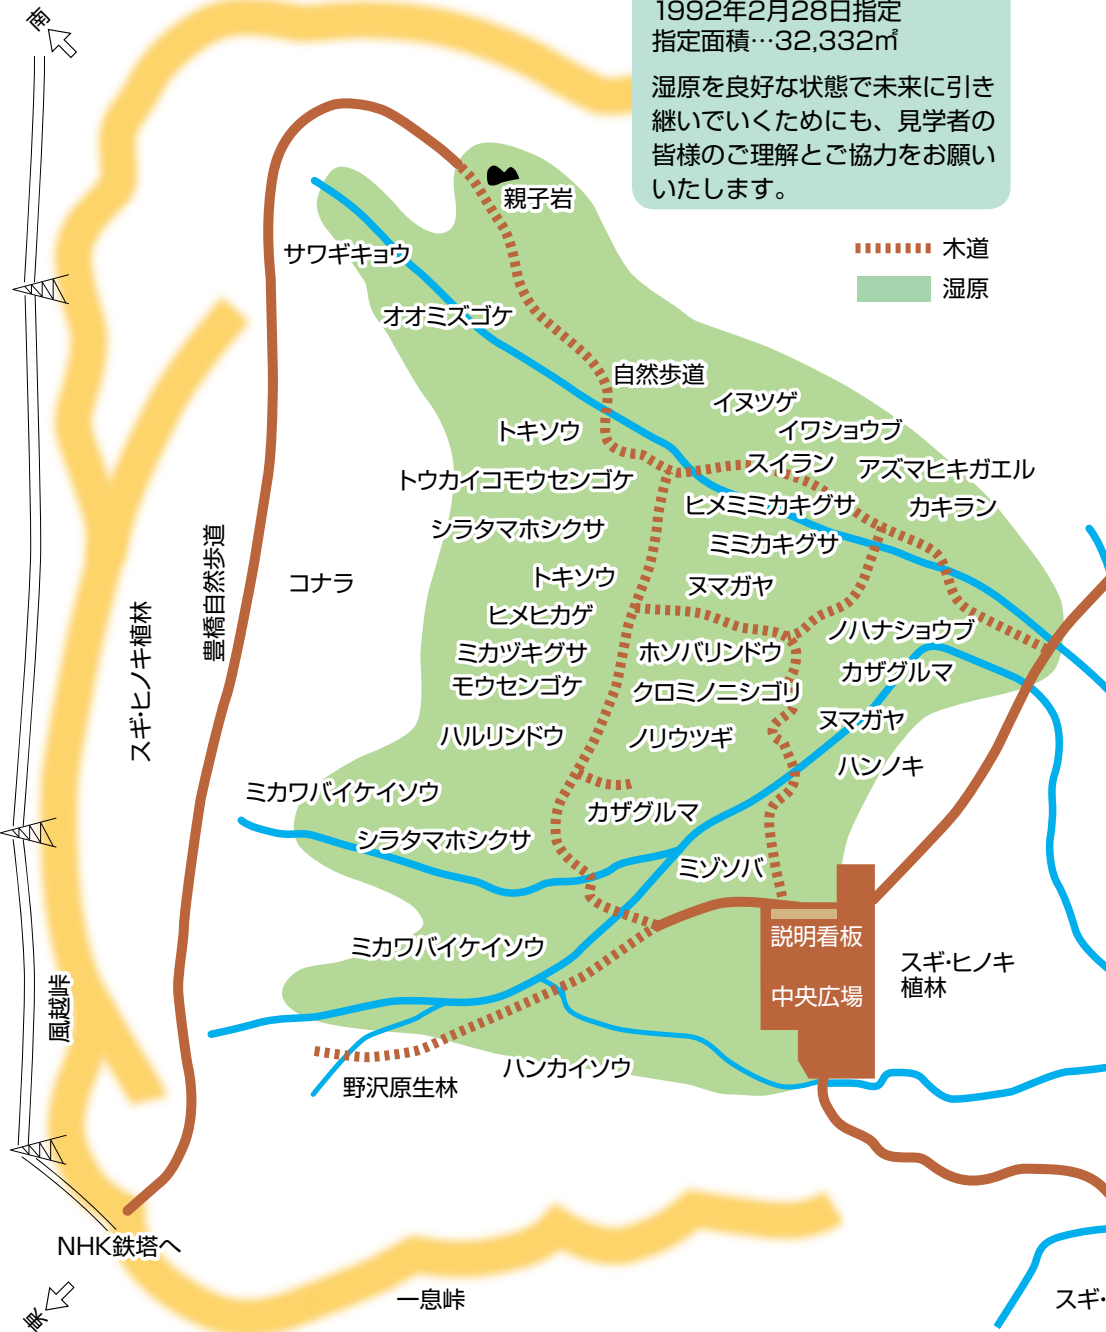 南
1992年2月28日指定
指定面積…32,332㎡
湿原を良好な状態で未来に引き
継いでいくためにも、見学者の
皆様のご理解とご協力をお願い
いたします。
木道
湿原
親子岩
サワギキョウ
オオミズゴケ
自然歩道
イヌツゲ
トキソウ
イワショウブ
スイラン
アズマヒキガエル
トウカイコモウセンゴケ
ヒメミミカキグサ
カキラン
シラタマホシクサ
ミミカキグサ
トキソウ
ヌマガヤ
コナラ
豊橋自然歩道
スギ・ヒノキ植林
ヒメヒカゲ
ノハナショウブ
ミカヅキグサ
ホソバリンドウ
カザグルマ
モウセンゴケ
クロミノニシゴリ
ヌマガヤ
ハルリンドウ
ノリウツギ
ハンノキ
ミカワバイケイソウ
カザグルマ
シラタマホシクサ
ミゾソバ
説明看板
ミカワバイケイソウ
中央広場
スギ・ヒノキ
植林
風越峠
ハンカイソウ
野沢原生林
NHK鉄塔へ
一息峠
スギ・
東